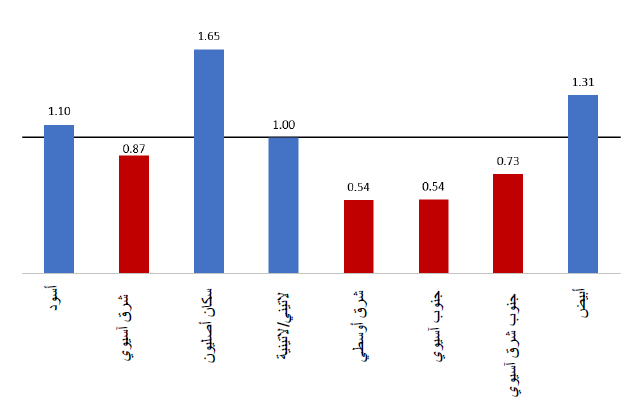 1.10
0.87
1.65
1.00
0.54
0.54
0.73
1.31
أسود
شرق آسيوي
سكان أصليون
لاتيني/لاتينية
شرق أوسطي
جنوب آسيوي
جنوب شرق آسيوي
أبيض